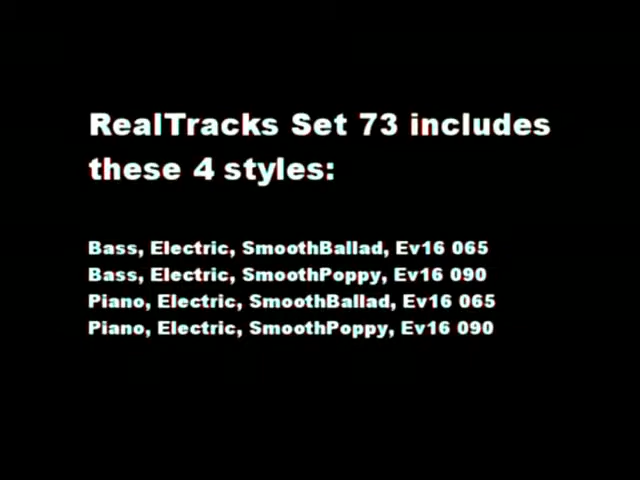 RealTracks Set 73 includes
these 4 styles:
Bass, Electric, SmoothBallad, Ev16 065
Bass, Electric, SmoothPoppy, Ev16 090
Piano, Electric, SmoothBallad, Ev16 065
Piano, Electric, SmoothPoppy, Ev16 090